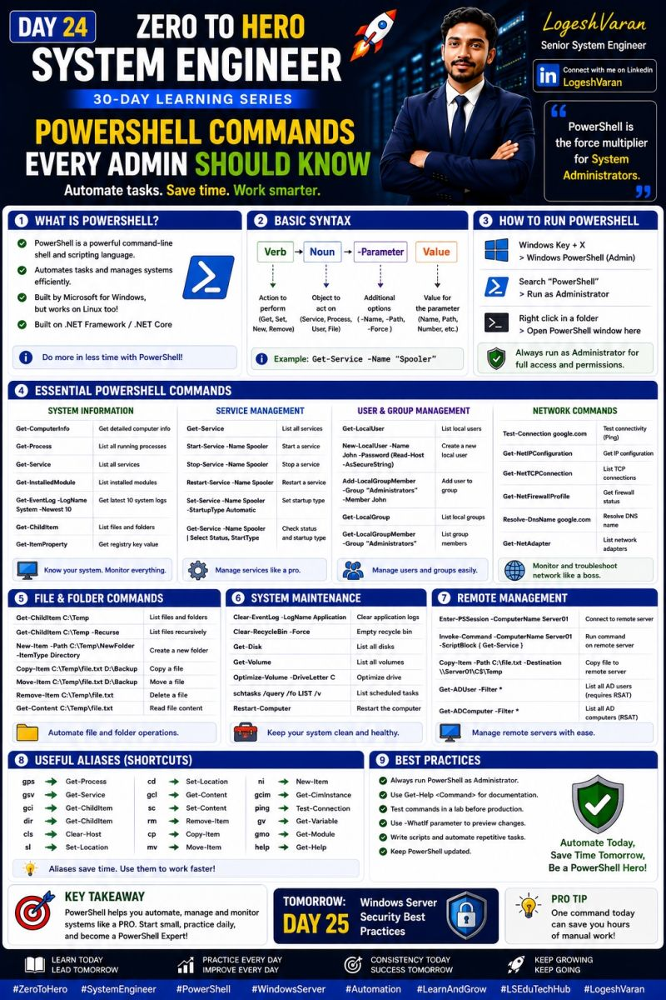 DAY 24
ZERO TO HERO
SYSTEM ENGINEER
30-DAY LEARNING SERIES
POWERSHELL COMMANDS
EVERY ADMIN SHOULD KNOW
Automate tasks. Save time. Work smarter.
LogeshVaran
Senior System Engineer
in
Connect with me on Linkedin
LogeshVaran
“
PowerShell is
the force multiplier
for System
Administrators.
”
1 WHAT IS POWERSHELL?
PowerShell is a powerful command-line
shell and scripting language.
Automates tasks and manages systems
efficiently.
Built by Microsoft for Windows,
but works on Linux too!
Built on .NET Framework / .NET Core
Do more in less time with PowerShell!
2 BASIC SYNTAX
Verb Noun -Parameter Value
Action to
perform
(Get, Set,
New, Remove)
Object to
act on
(Service, Process,
User, File)
Additional
options
( -Name, -Path,
-Force )
Value for
the parameter
(Name, Path,
Number, etc.)
Example: Get-Service -Name “Spooler”
3 HOW TO RUN POWERSHELL
Windows Key + X
> Windows PowerShell (Admin)
Search “PowerShell”
> Run as Administrator
Right click in a folder
> Open PowerShell window here
Always run as Administrator for
full access and permissions.
4 ESSENTIAL POWERSHELL COMMANDS
SYSTEM INFORMATION
Get-ComputerInfo Get detailed computer info
Get-Process List all running processes
Get-Service List all services
Get-InstalledModule List installed modules
Get-EventLog -LogName Get latest 10 system logs
System -Newest 10
Get-ChildItem List files and folders
Get-ItemProperty Get registry key value
Know your system. Monitor everything.
SERVICE MANAGEMENT
Get-Service List all services
Start-Service -Name Spooler Start a service
Stop-Service -Name Spooler Stop a service
Restart-Service -Name Spooler Restart a service
Set-Service -Name Spooler Set startup type
-StartupType Automatic
Get-Service -Name Spooler Check status
| Select Status, StartType and startup type
Manage services like a pro.
USER & GROUP MANAGEMENT
Get-LocalUser List local users
New-LocalUser -Name Create a new
John -Password (Read-Host local user
-AsSecureString)
Add-LocalGroupMember Add user to
-Group "Administrators" group
-Member John
Get-LocalGroup List local groups
Get-LocalGroupMember List group
-Group "Administrators" members
Manage users and groups easily.
NETWORK COMMANDS
Test-Connection google.com Test connectivity
(Ping)
Get-NetIPConfiguration Get IP configuration
Get-NetTCPConnection List TCP
connections
Get-NetFirewallProfile Get firewall
status
Resolve-DnsName google.com Resolve DNS
name
Get-NetAdapter List network
adapters
Monitor and troubleshoot
network like a boss.
5 FILE & FOLDER COMMANDS
Get-ChildItem C:\Temp List files and folders
Get-ChildItem C:\Temp -Recurse List files recursively
New-Item -Path C:\Temp\NewFolder Create a new folder
-ItemType Directory
Copy-Item C:\Temp\file.txt D:\Backup Copy a file
Move-Item C:\Temp\file.txt D:\Backup Move a file
Remove-Item C:\Temp\file.txt Delete a file
Get-Content C:\Temp\file.txt Read file content
Automate file and folder operations.
6 SYSTEM MAINTENANCE
Clear-EventLog -LogName Application Clear application logs
Clear-RecycleBin -Force Empty recycle bin
Get-Disk List all disks
Get-Volume List all volumes
Optimize-Volume -DriveLetter C Optimize drive
schtasks /query /fo LIST /v List scheduled tasks
Restart-Computer Restart the computer
Keep your system clean and healthy.
7 REMOTE MANAGEMENT
Enter-PSSession -ComputerName Server01 Connect to remote server
Invoke-Command -ComputerName Server01 Run command
-ScriptBlock { Get-Service } on remote server
Copy-Item -Path C:\file.txt -Destination Copy file to
\\Server01\C$\Temp remote server
Get-ADUser -Filter * List all AD users
(requires RSAT)
Get-ADComputer -Filter * List all AD
computers (RSAT)
Manage remote servers with ease.
8 USEFUL ALIASES (SHORTCUTS)
gps Get-Process cd Set-Location ni New-Item
gsv Get-Service gcl Get-Content gcim Get-CimInstance
gci Get-ChildItem sc Set-Content ping Test-Connection
dir Get-ChildItem rm Remove-Item gv Get-Variable
cls Clear-Host cp Copy-Item gmo Get-Module
sl Set-Location mv Move-Item help Get-Help
Aliases save time. Use them to work faster!
9 BEST PRACTICES
Always run PowerShell as Administrator.
Use Get-Help <Command> for documentation.
Test commands in a lab before production.
Use -WhatIf parameter to preview changes.
Write scripts and automate repetitive tasks.
Keep PowerShell updated.
Automate Today,
Save Time Tomorrow,
Be a PowerShell Hero!
KEY TAKEAWAY
PowerShell helps you automate, manage and monitor
systems like a PRO. Start small, practice daily,
and become a PowerShell Expert!
TOMORROW:
DAY 25
Windows Server
Security Best
Practices
PRO TIP
One command today
can save you hours
of manual work!
LEARN TODAY
LEAD TOMORROW
PRACTICE EVERY DAY
IMPROVE EVERY DAY
CONSISTENCY TODAY
SUCCESS TOMORROW
KEEP GROWING
KEEP GOING
#ZeroToHero #SystemEngineer #PowerShell #WindowsServer #Automation #LearnAndGrow #LSEduTechHub #LogeshVaran